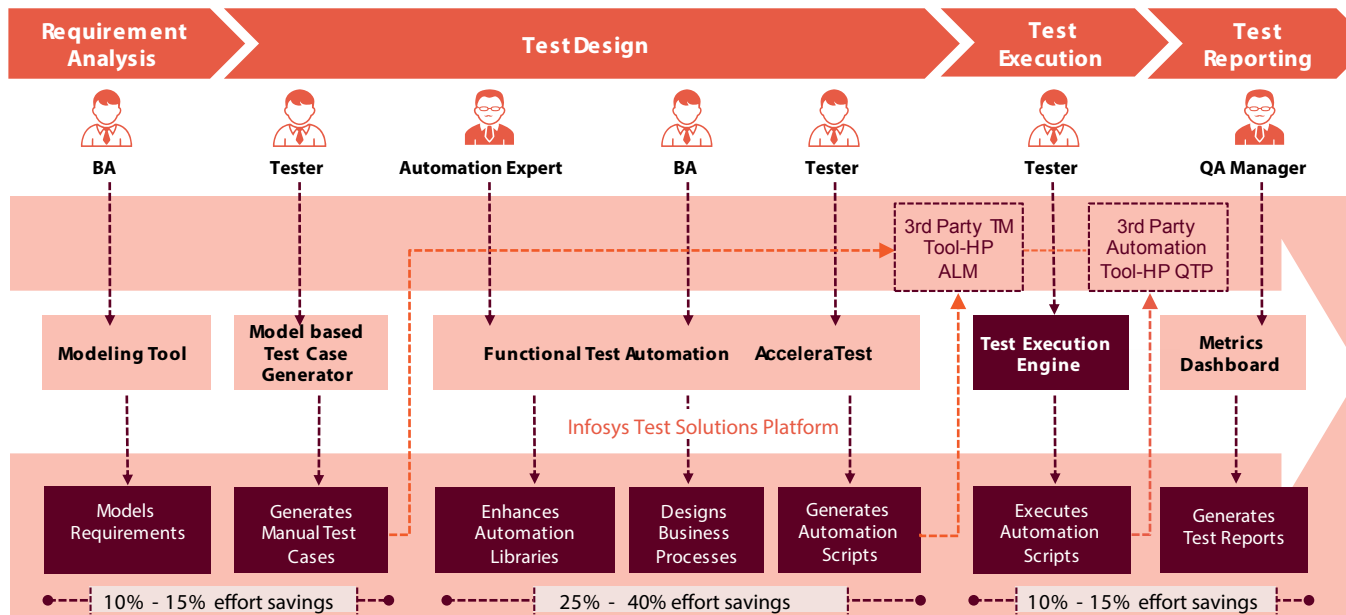 Requirement
Analysis
Test Design
Test
Execution
Test
Reporting
BA
Tester
Automation Expert
BA
Tester
Tester
QA Manager
3rd Party TM
Tool-HP
ALM
3rd Party
Automation
Tool-HP QTP
Modeling Tool
Model based
Test Case
Generator
Functional Test Automation AcceleraTest
Test Execution
Engine
Metrics
Dashboard
Infosys Test Solutions Platform
Models
Requirements
Generates
Manual Test
Cases
Enhances
Automation
Libraries
Designs
Business
Processes
Generates
Automation
Scripts
Executes
Automation
Scripts
Generates
Test Reports
10% - 15% effort savings
25% - 40% effort savings
10% - 15% effort savings